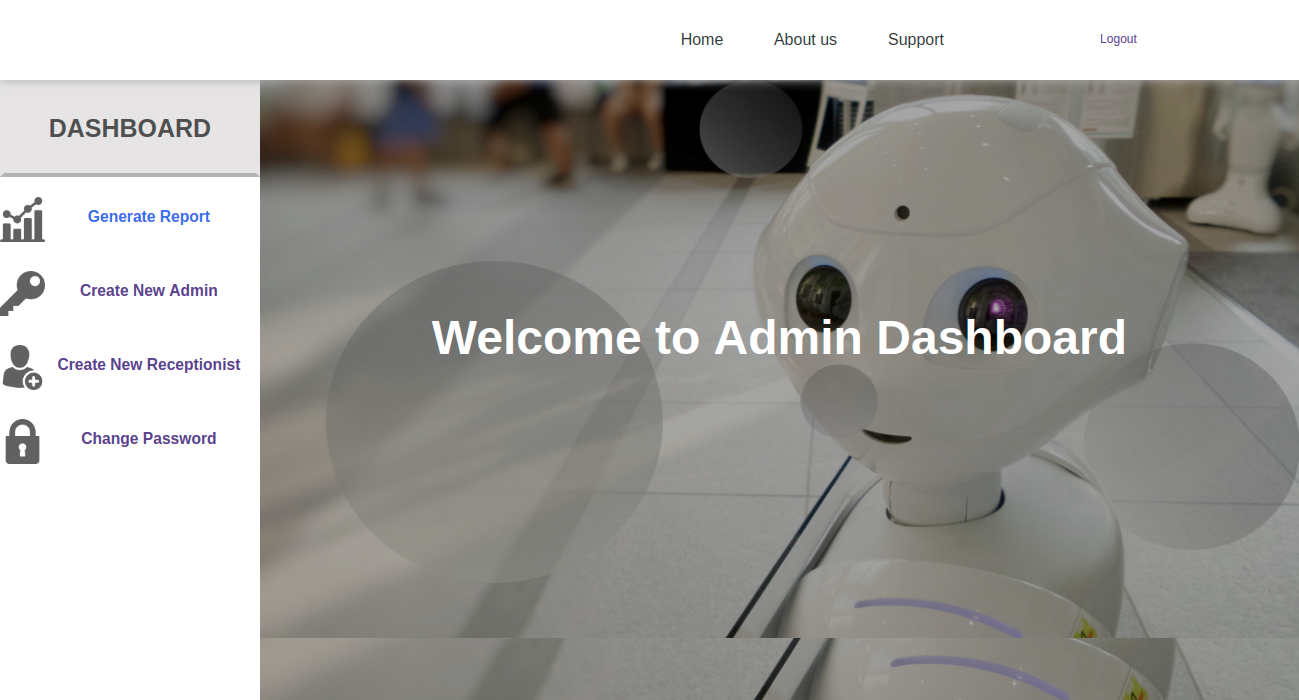 Home About us Support Logout
DASHBOARD
Generate Report
Create New Admin
Create New Receptionist
Change Password
Welcome to Admin Dashboard